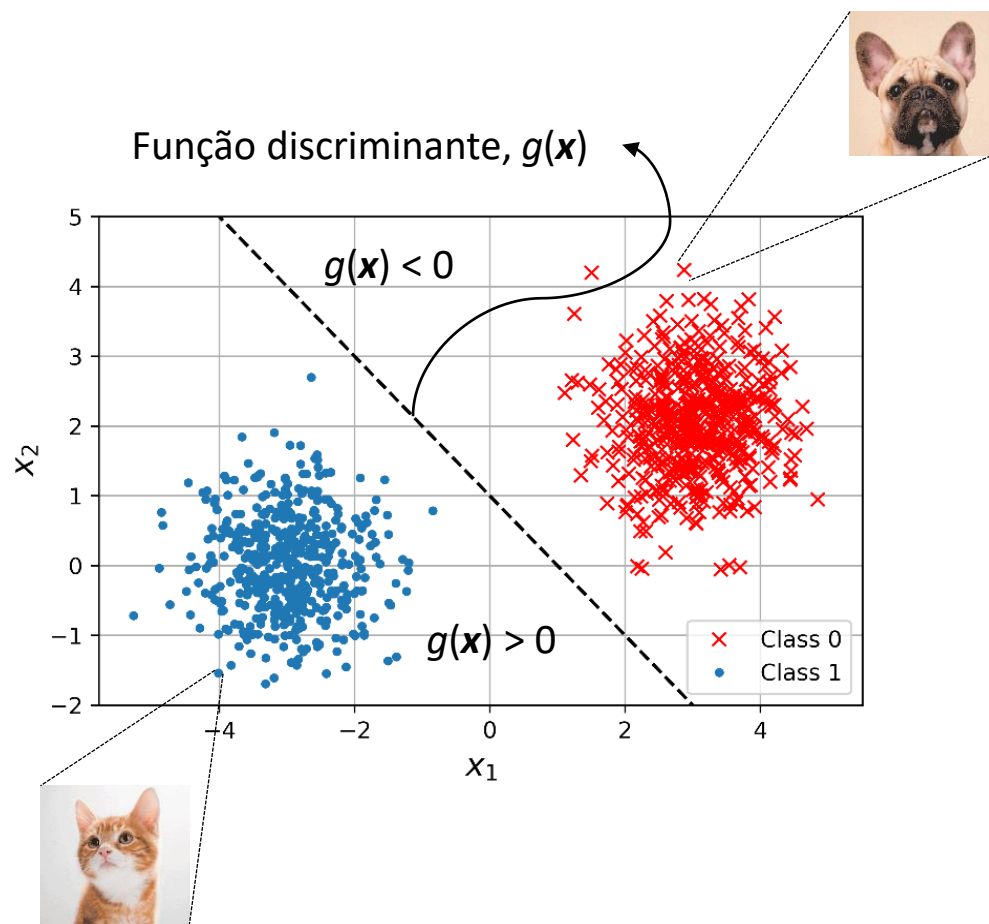 Função discriminante, g(x)
g(x) < 0
5
4
3
2
1
0
−1
−2
x₂
g(x) > 0
Class 0
Class 1
−4
−2
0
2
4
x₁